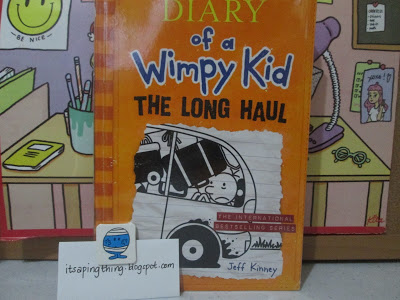 BE NICE
DIARY
of a
Wimpy Kid
THE LONG HAUL
THE INTERNATIONAL
BESTSELLING SERIES
Jeff Kinney
itsapingthing.blogspot.com